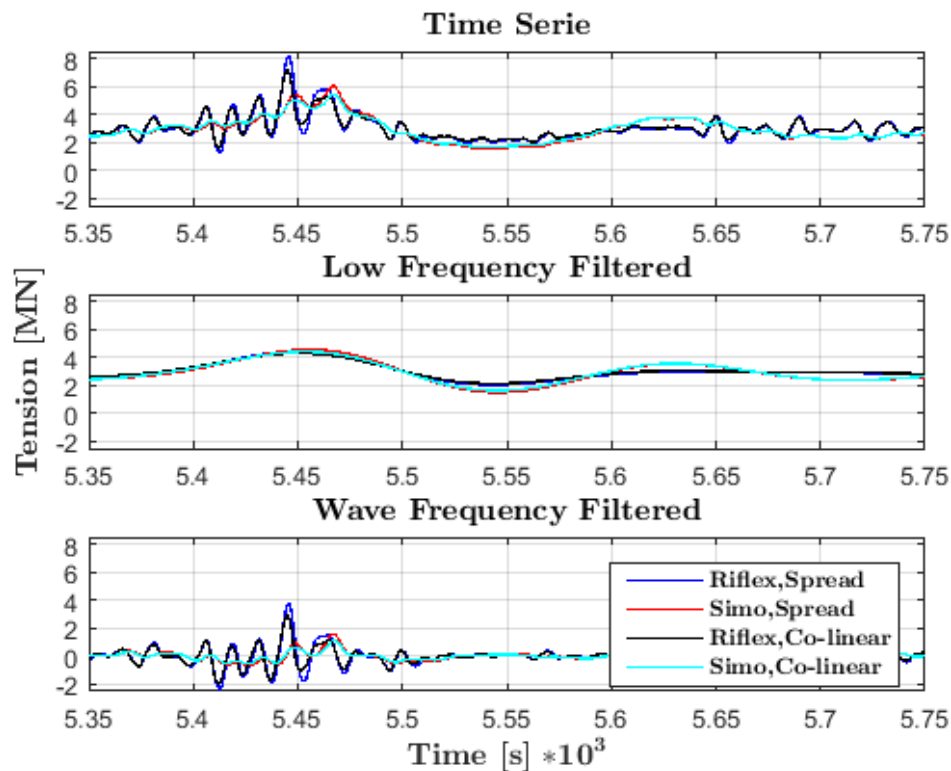 Time Serie
8
6
4
2
0
-2
5.35 5.4 5.45 5.5 5.55 5.6 5.65 5.7 5.75
Low Frequency Filtered
8
6
4
2
0
-2
5.35 5.4 5.45 5.5 5.55 5.6 5.65 5.7 5.75
Tension [MN]
Wave Frequency Filtered
8
6
4
2
0
-2
Riflex,Spread
Simo,Spread
Riflex,Co-linear
Simo,Co-linear
5.35 5.4 5.45 5.5 5.55 5.6 5.65 5.7 5.75
Time [s] *10³